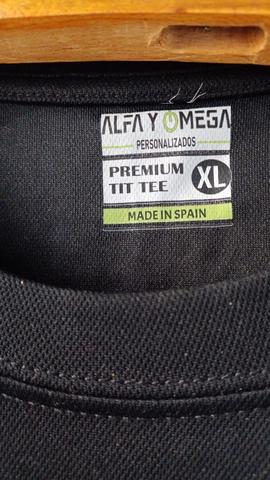 ALFA Y OMEGA
PERSONALIZADOS
PREMIUM
TIT TEE
XL
MADE IN SPAIN